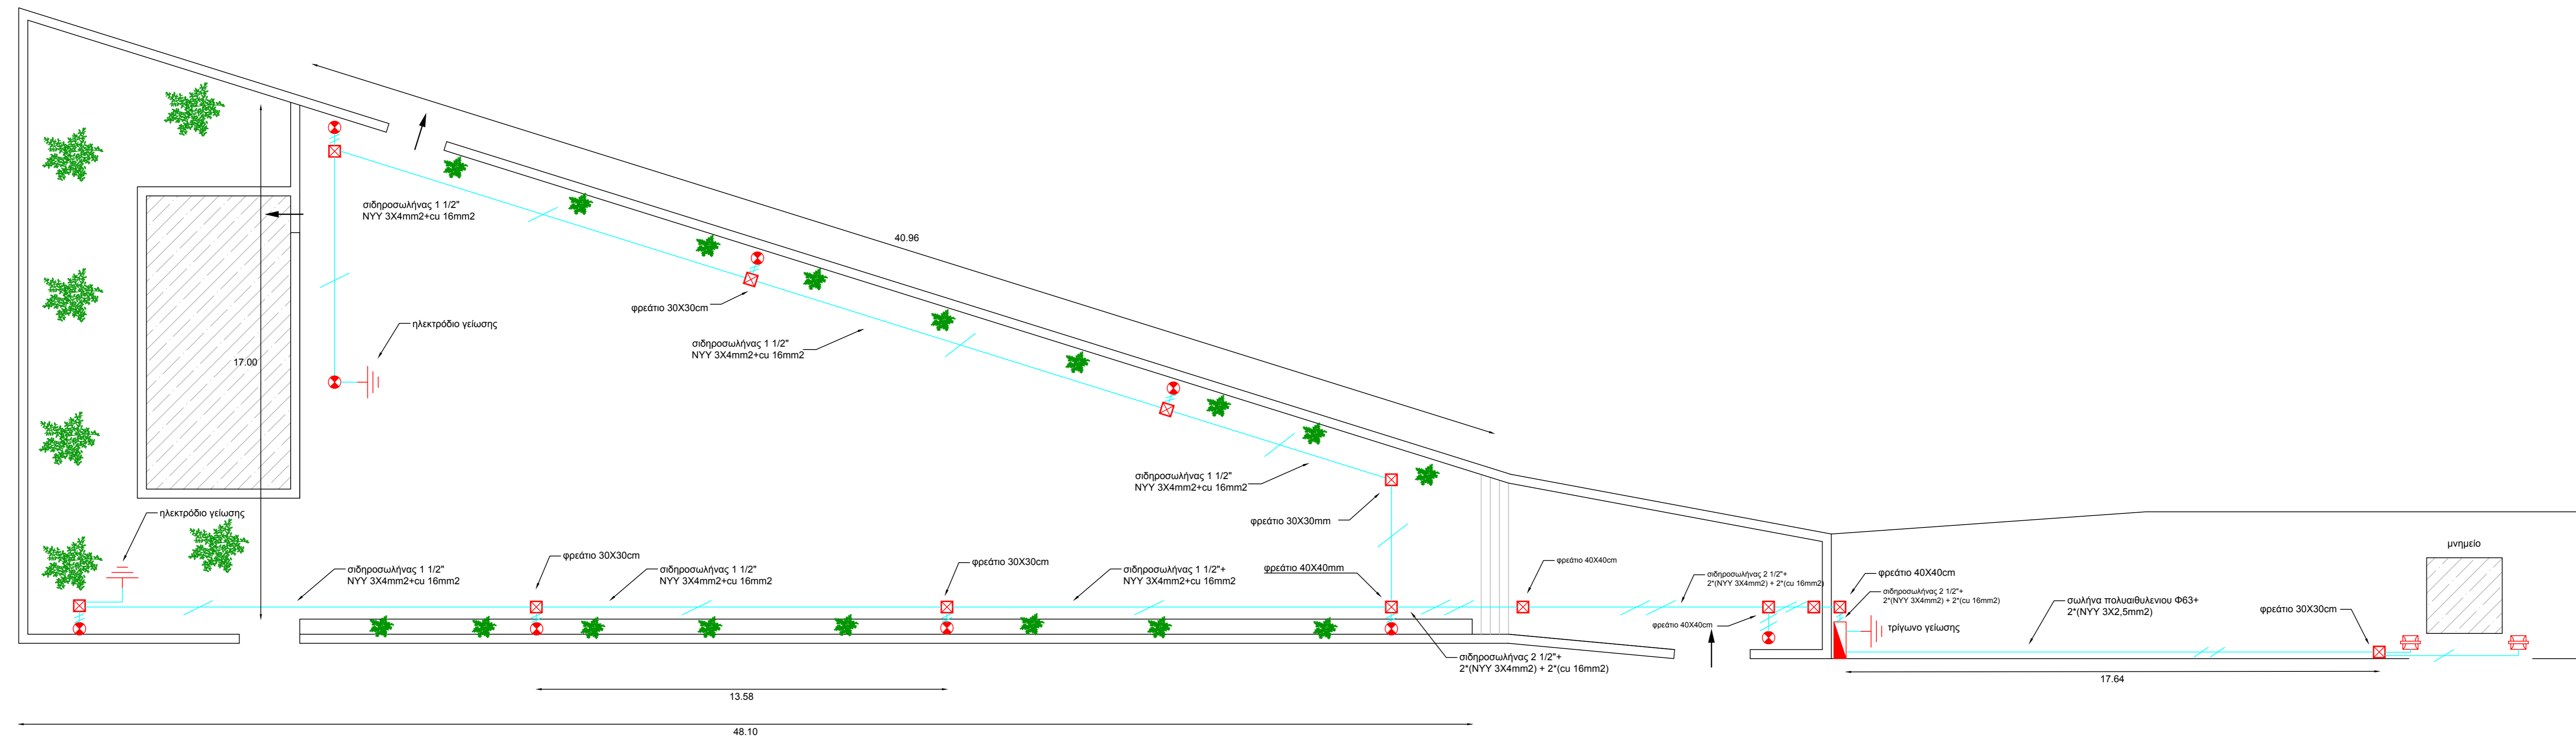 σιδηροσωλήνας 1 1/2"
NYY 3X4mm2+cu 16mm2
40.96
φρεάτιο 30X30cm
ηλεκτρόδιο γείωσης
σιδηροσωλήνας 1 1/2"
NYY 3X4mm2+cu 16mm2
17.00
σιδηροσωλήνας 1 1/2"
NYY 3X4mm2+cu 16mm2
φρεάτιο 30X30mm
ηλεκτρόδιο γείωσης
σιδηροσωλήνας 1 1/2"
NYY 3X4mm2+cu 16mm2
φρεάτιο 30X30cm
σιδηροσωλήνας 1 1/2"
NYY 3X4mm2+cu 16mm2
φρεάτιο 30X30cm
σιδηροσωλήνας 1 1/2"+
NYY 3X4mm2+cu 16mm2
φρεάτιο 40X40mm
φρεάτιο 40X40cm
σιδηροσωλήνας 2 1/2"+
2*(NYY 3X4mm2) + 2*(cu 16mm2)
φρεάτιο 40X40cm
φρεάτιο 40X40cm
σιδηροσωλήνας 2 1/2"+
2*(NYY 3X4mm2) + 2*(cu 16mm2)
τρίγωνο γείωσης
σωλήνα πολυαιθυλενιου Φ63+
2*(NYY 3X2,5mm2)
φρεάτιο 30X30cm
μνημείο
σιδηροσωλήνας 2 1/2"+
2*(NYY 3X4mm2) + 2*(cu 16mm2)
17.64
13.58
48.10